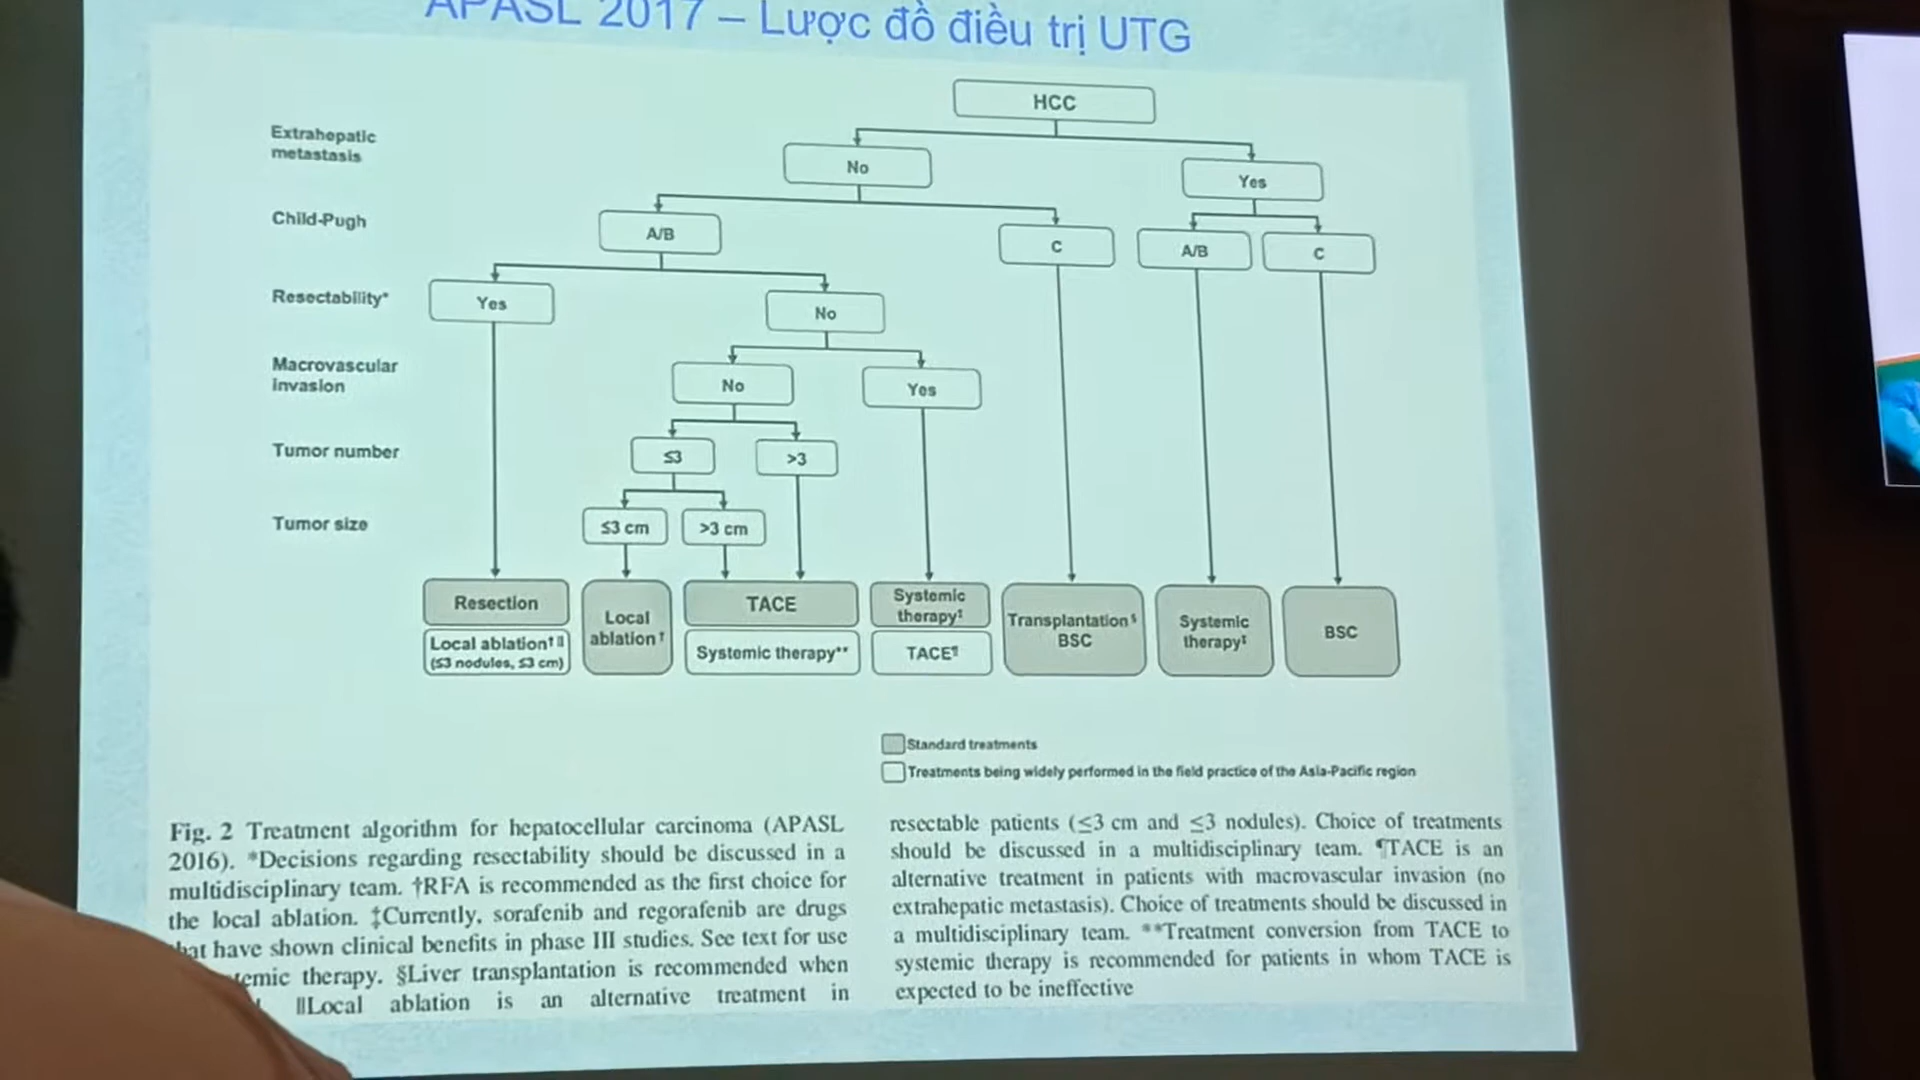 APASL 2017 – Lược đồ điều trị UTG
HCC
Extrahepatic
metastasis
No
Yes
Child-Pugh
A/B
C
A/B
C
Resectability*
Yes
No
Macrovascular
invasion
No
Yes
Tumor number
≤3
>3
Tumor size
≤3 cm
>3 cm
Resection
Local ablation†‖
(≤3 nodules, ≤3 cm)
Local
ablation†
TACE
Systemic therapy**
Systemic
therapy‡
TACE¶
Transplantation§
BSC
Systemic
therapy‡
BSC
Standard treatments
Treatments being widely performed in the field practice of the Asia-Pacific region
Fig. 2 Treatment algorithm for hepatocellular carcinoma (APASL
2016). *Decisions regarding resectability should be discussed in a
multidisciplinary team. †RFA is recommended as the first choice for
the local ablation. ‡Currently, sorafenib and regorafenib are drugs
have shown clinical benefits in phase III studies. See text for use
therapy. §Liver transplantation is recommended when
‖Local ablation is an alternative treatment in
resectable patients (≤3 cm and ≤3 nodules). Choice of treatments
should be discussed in a multidisciplinary team. ¶TACE is an
alternative treatment in patients with macrovascular invasion (no
extrahepatic metastasis). Choice of treatments should be discussed in
a multidisciplinary team. **Treatment conversion from TACE to
systemic therapy is recommended for patients in whom TACE is
expected to be ineffective